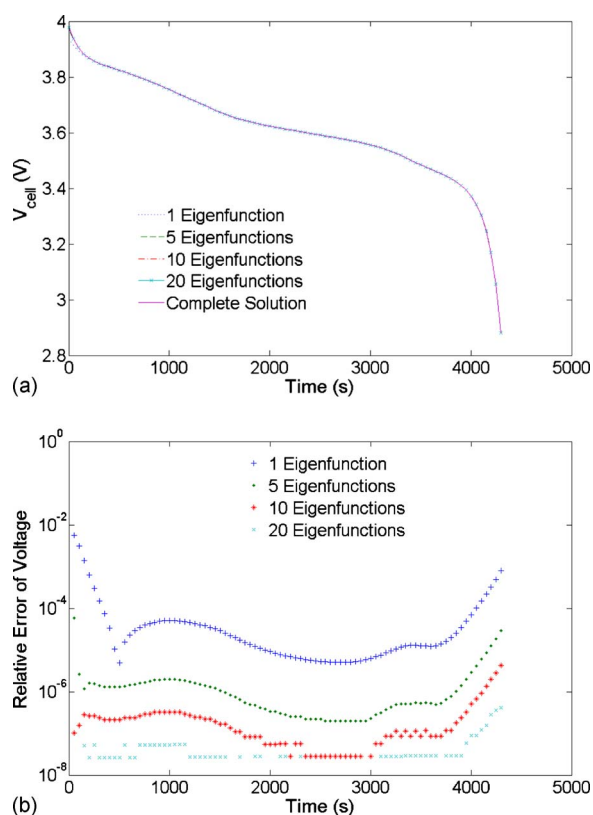 4
3.8
3.6
3.4
3.2
3
2.8
V_cell (V)
1 Eigenfunction
5 Eigenfunctions
10 Eigenfunctions
20 Eigenfunctions
Complete Solution
0 1000 2000 3000 4000 5000
(a) Time (s)
10^0
10^-2
10^-4
10^-6
10^-8
Relative Error of Voltage
1 Eigenfunction
5 Eigenfunctions
10 Eigenfunctions
20 Eigenfunctions
0 1000 2000 3000 4000 5000
(b) Time (s)